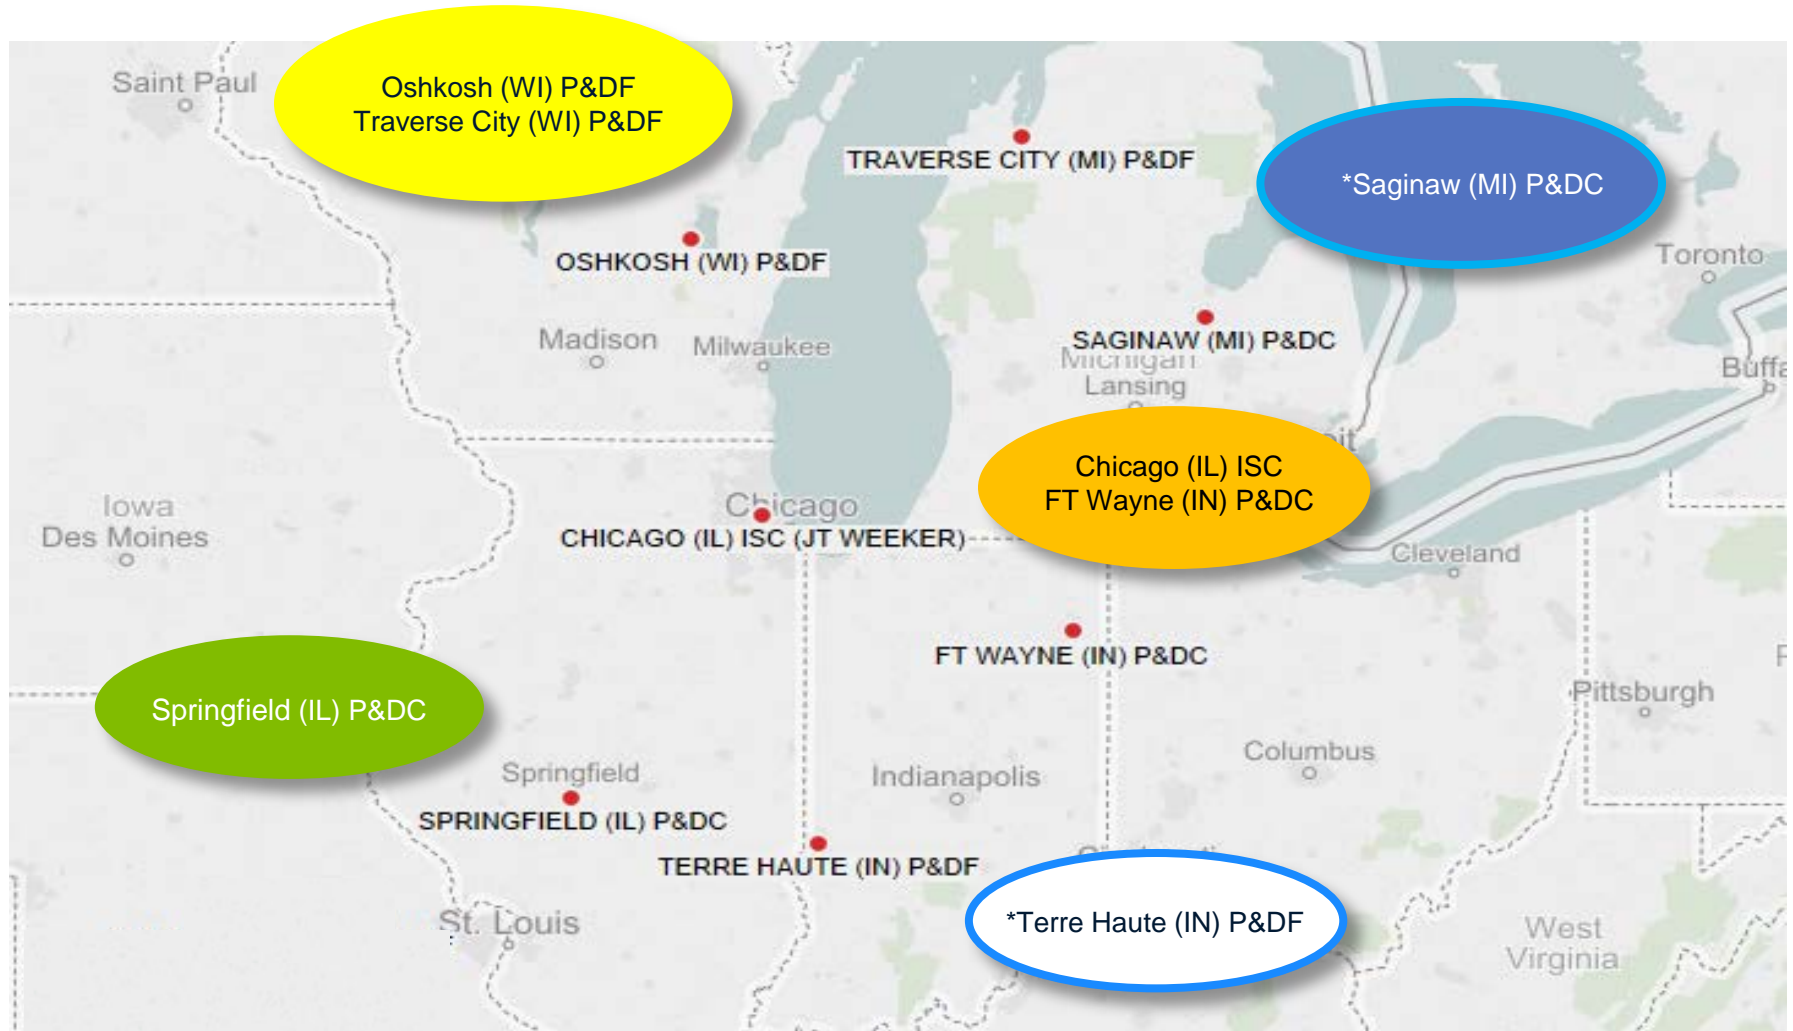 Saint Paul
Oshkosh (WI) P&DF
Traverse City (WI) P&DF
TRAVERSE CITY (MI) P&DF
*Saginaw (MI) P&DC
OSHKOSH (WI) P&DF
Toronto
Madison
Milwaukee
SAGINAW (MI) P&DC
Michigan
Lansing
Buffa
it
Chicago (IL) ISC
FT Wayne (IN) P&DC
Iowa
Des Moines
Chicago
CHICAGO (IL) ISC (JT WEEKER)
Cleveland
FT WAYNE (IN) P&DC
Springfield (IL) P&DC
Pittsburgh
Springfield
SPRINGFIELD (IL) P&DC
Indianapolis
Columbus
TERRE HAUTE (IN) P&DF
*Terre Haute (IN) P&DF
St. Louis
West
Virginia